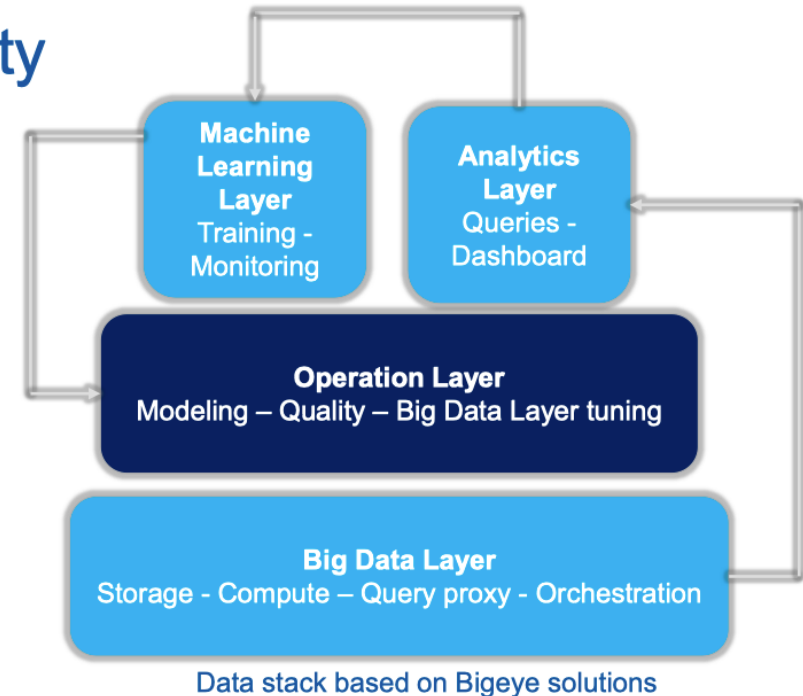 ty
Machine
Learning
Layer
Training -
Monitoring
Analytics
Layer
Queries -
Dashboard
Operation Layer
Modeling – Quality – Big Data Layer tuning
Big Data Layer
Storage - Compute – Query proxy - Orchestration
Data stack based on Bigeye solutions